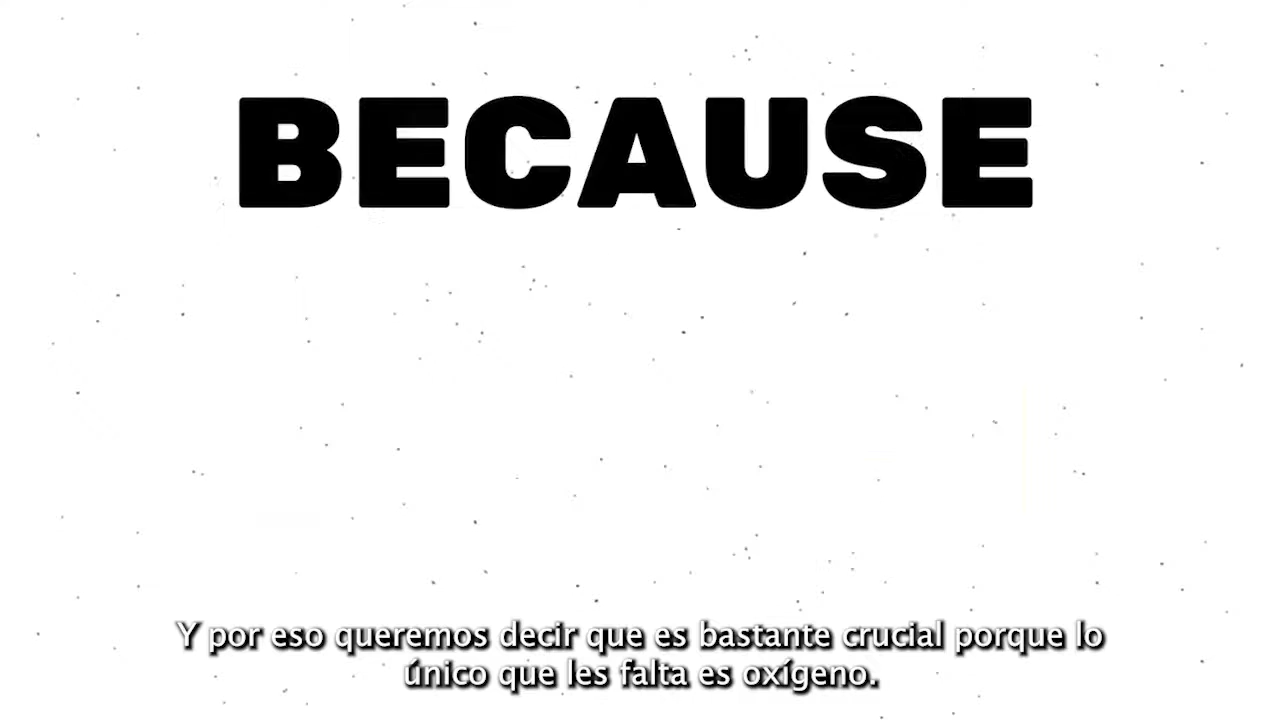 BECAUSE
Y por eso queremos decir que es bastante crucial porque lo
único que les falta es oxígeno.